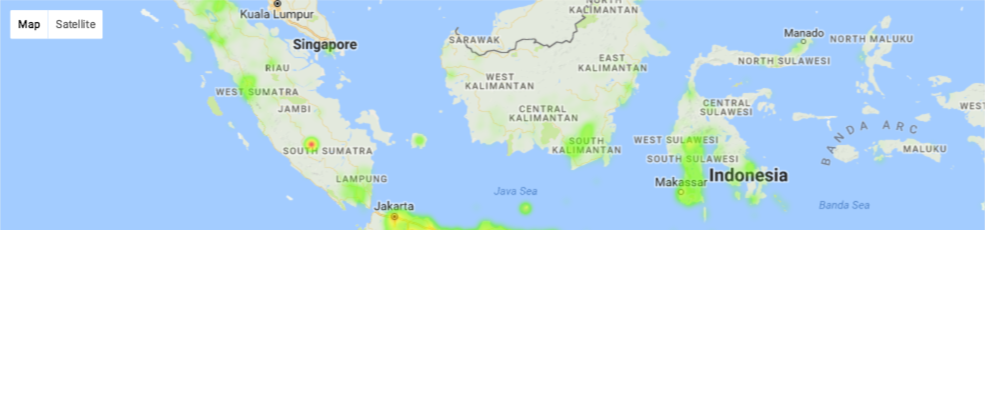 NORTH
KALIMANTAN
Kuala Lumpur
Map Satellite
Manado
SARAWAK
NORTH MALUKU
Singapore
EAST
KALIMANTAN
NORTH SULAWESI
RIAU
WEST
KALIMANTAN
WEST SUMATRA
CENTRAL
SULAWESI
WEST
JAMBI
CENTRAL
KALIMANTAN
BANDA ARC
SOUTH
KALIMANTAN
WEST SULAWESI
MALUKU
SOUTH SUMATRA
SOUTH SULAWESI
Indonesia
LAMPUNG
Makassar
Java Sea
Jakarta
Banda Sea